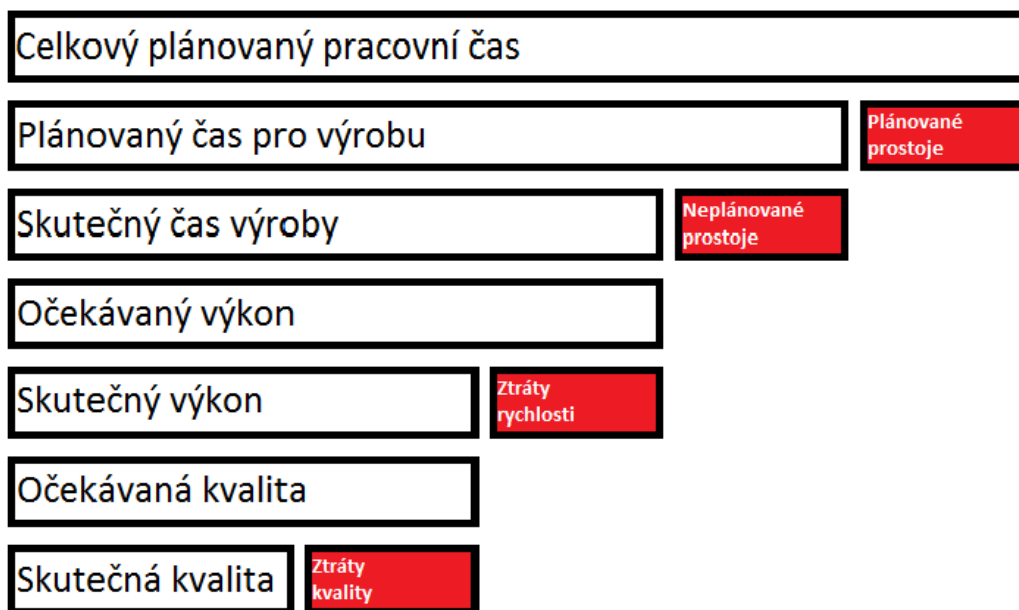 Celkový plánovaný pracovní čas
Plánovaný čas pro výrobu
Plánované
prostoje
Skutečný čas výroby
Neplánované
prostoje
Očekávaný výkon
Skutečný výkon
Ztráty
rychlosti
Očekávaná kvalita
Skutečná kvalita
Ztráty
kvality